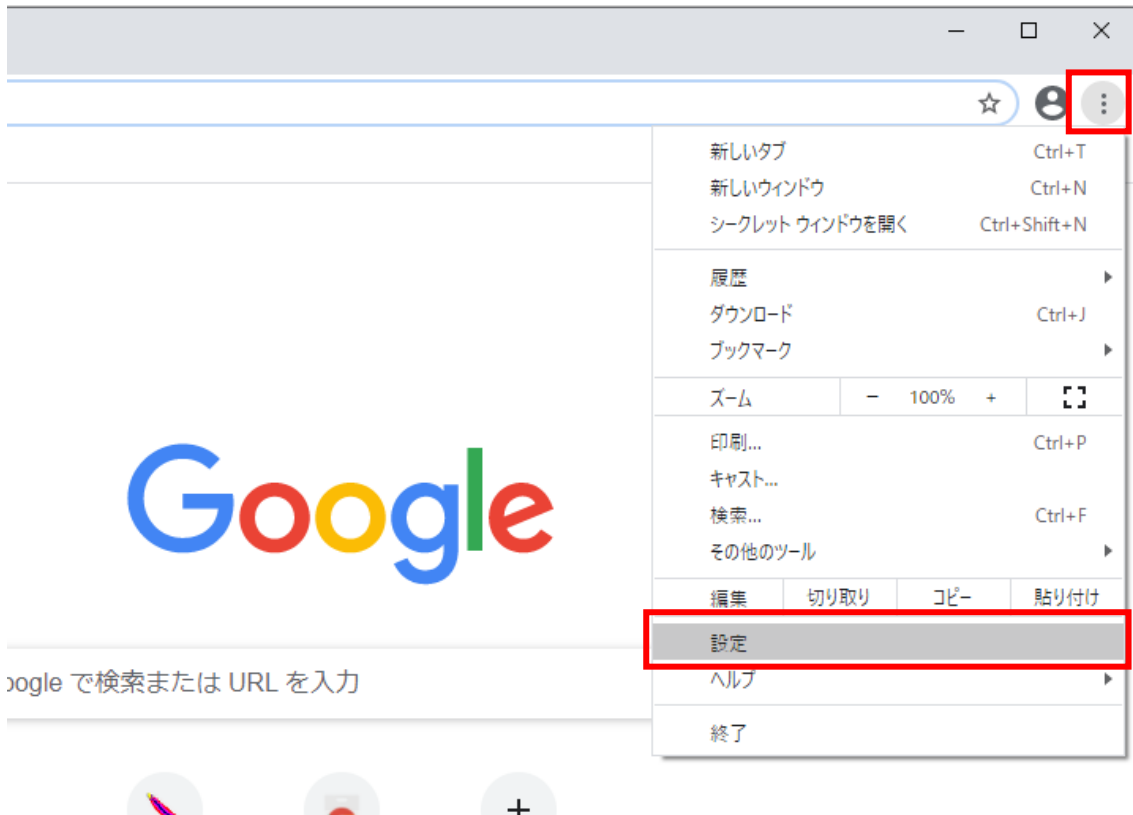 新しいタブ Ctrl+T
新しいウィンドウ Ctrl+N
シークレット ウィンドウを開く Ctrl+Shift+N
履歴
ダウンロード Ctrl+J
ブックマーク
ズーム − 100% +
印刷... Ctrl+P
キャスト...
検索... Ctrl+F
その他のツール
編集 切り取り コピー 貼り付け
設定
ヘルプ
終了
Google
oogle で検索または URL を入力